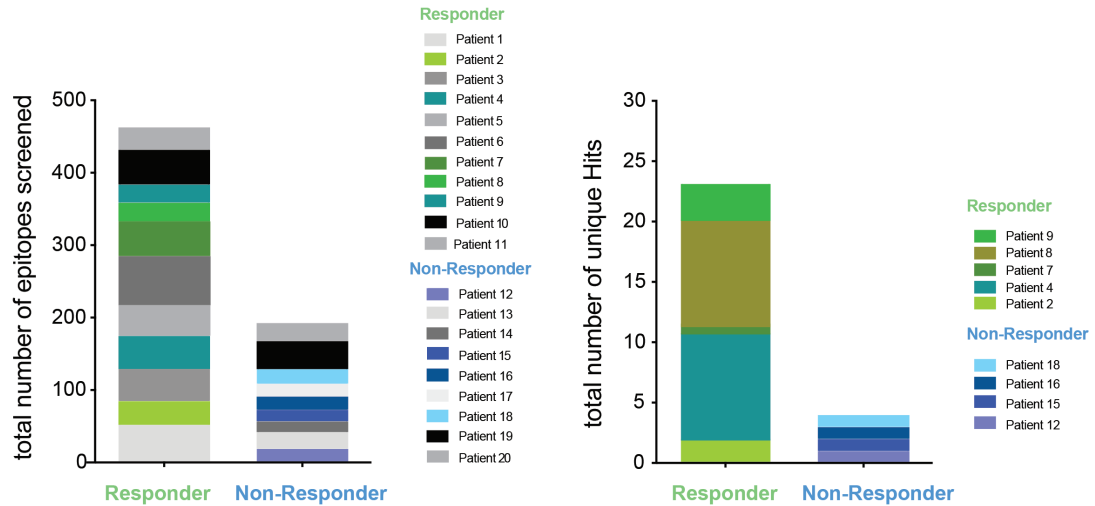 total number of epitopes screened
500
400
300
200
100
0
Responder
Non-Responder
Responder
Patient 1
Patient 2
Patient 3
Patient 4
Patient 5
Patient 6
Patient 7
Patient 8
Patient 9
Patient 10
Patient 11
Non-Responder
Patient 12
Patient 13
Patient 14
Patient 15
Patient 16
Patient 17
Patient 18
Patient 19
Patient 20
total number of unique Hits
30
25
20
15
10
5
0
Responder
Non-Responder
Responder
Patient 9
Patient 8
Patient 7
Patient 4
Patient 2
Non-Responder
Patient 18
Patient 16
Patient 15
Patient 12